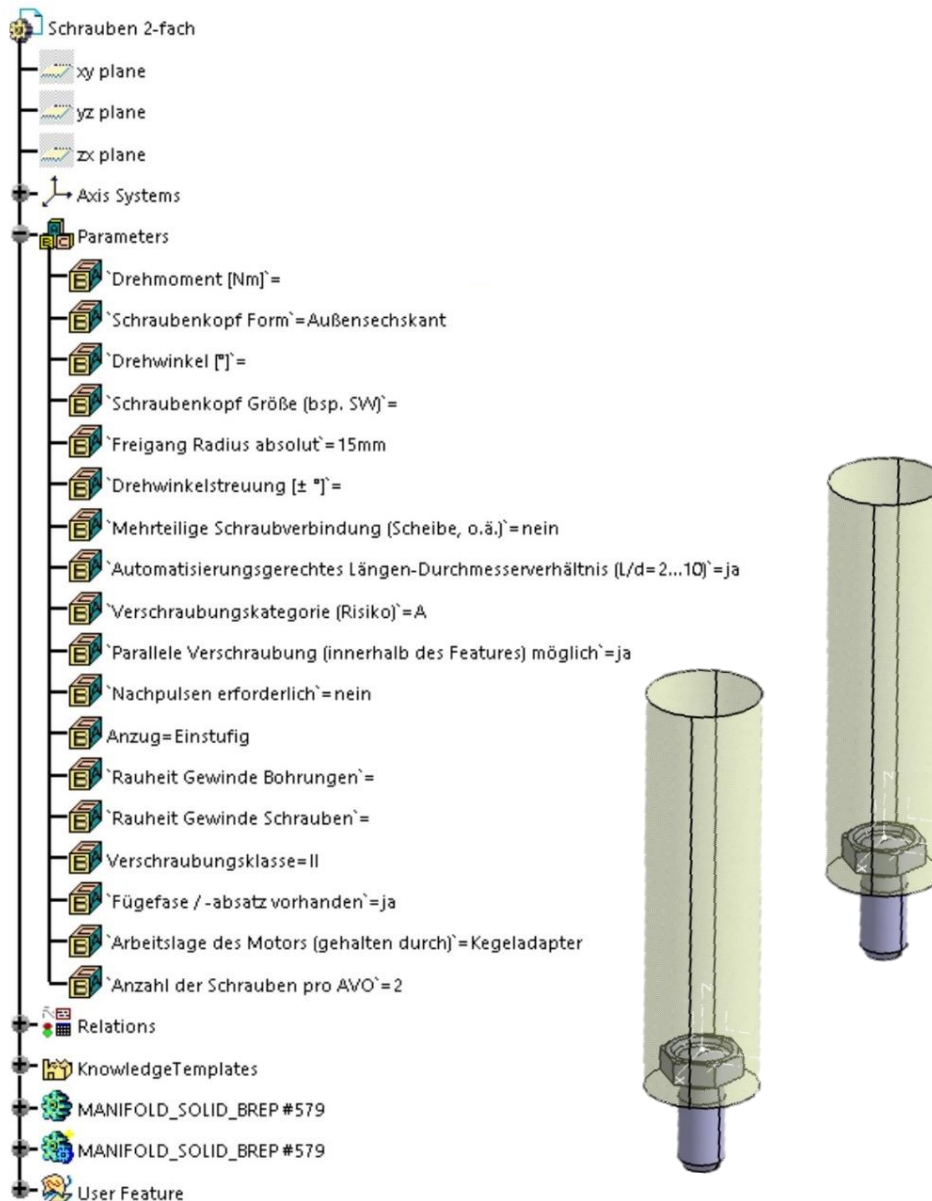 Schrauben 2-fach
xy plane
yz plane
zx plane
Axis Systems
Parameters
`Drehmoment [Nm]`=
`Schraubenkopf Form`=Außensechskant
`Drehwinkel [°]`=
`Schraubenkopf Größe (bsp. SW)`=
`Freigang Radius absolut`=15mm
`Drehwinkelstreuung [± °]`=
`Mehrteilige Schraubverbindung (Scheibe, o.ä.)`=nein
`Automatisierungsgerechtes Längen-Durchmesserverhältnis (L/d=2...10)`=ja
`Verschraubungskategorie (Risiko)`=A
`Parallele Verschraubung (innerhalb des Features) möglich`=ja
`Nachpulsen erforderlich`=nein
Anzug=Einstufig
`Rauheit Gewinde Bohrungen`=
`Rauheit Gewinde Schrauben`=
Verschraubungsklasse=II
`Fügefase / -absatz vorhanden`=ja
`Arbeitslage des Motors (gehalten durch)`=Kegeladapter
`Anzahl der Schrauben pro AVO`=2
Relations
KnowledgeTemplates
MANIFOLD_SOLID_BREP #579
MANIFOLD_SOLID_BREP #579
User Feature
z
x
z
x